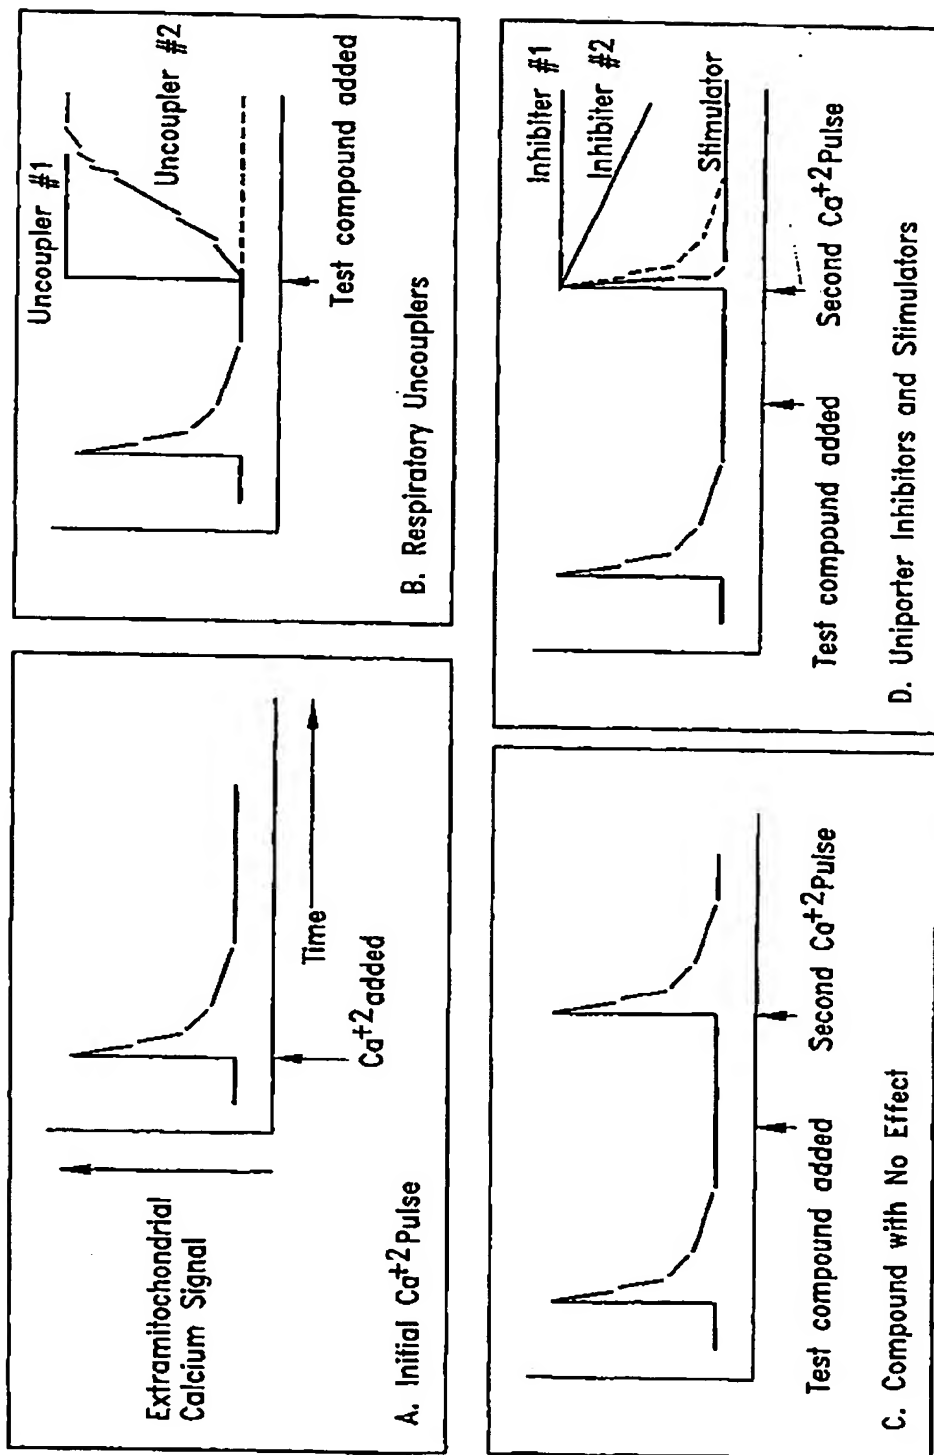 Extramitochondrial
Calcium Signal
Time
Ca+2 added
A. Initial Ca+2 Pulse
Uncoupler #1
Uncoupler #2
Test compound added
B. Respiratory Uncouplers
Test compound added
Second Ca+2 Pulse
C. Compound with No Effect
Inhibiter #1
Inhibiter #2
Stimulator
Test compound added
Second Ca+2 Pulse
D. Uniporter Inhibitors and Stimulators